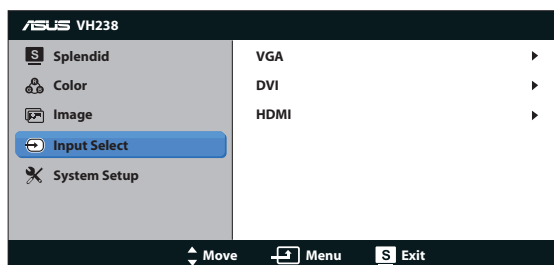 ASUS VH238
S Splendid
Color
Image
Input Select
System Setup
VGA
DVI
HDMI
Move Menu S Exit